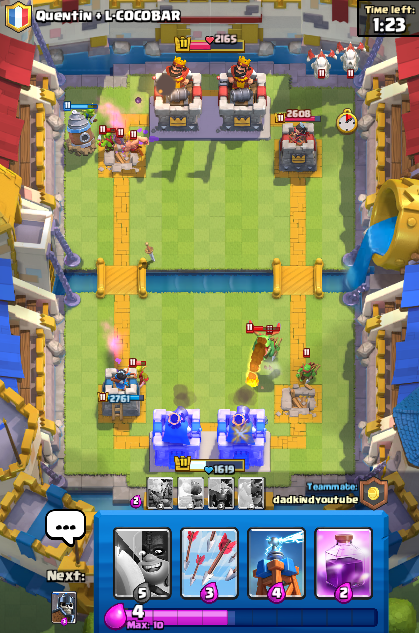 Quentin + L-COCOBAR
Time left:
1:23
2165
2608
2761
1619
Teammate:
dadkindyoutube
2
...
Next:
5
3
4
2
4
Max: 10